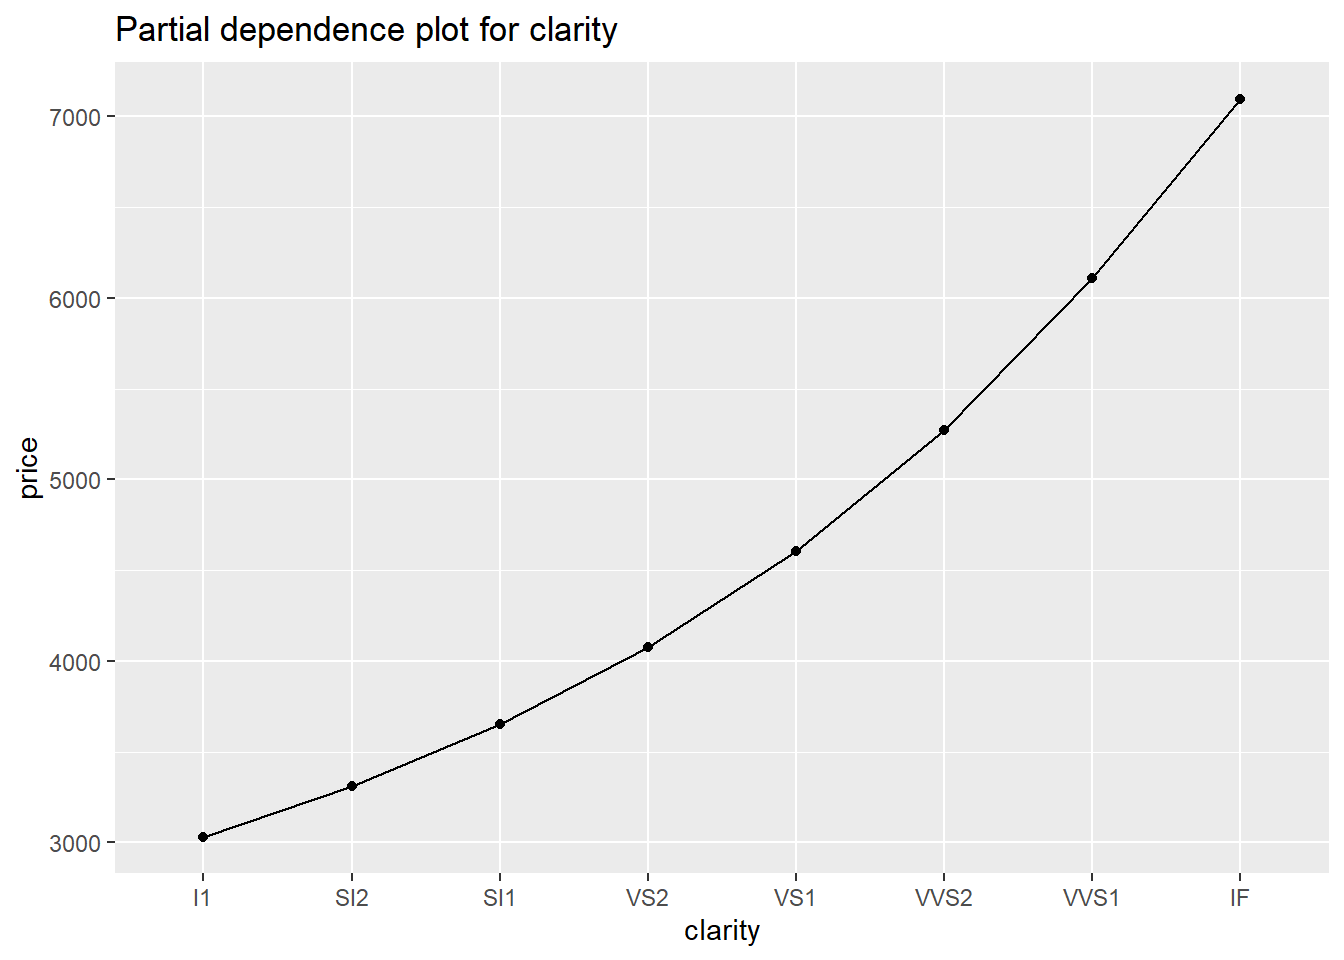 Partial dependence plot for clarity
7000
6000
5000
4000
3000
price
I1 SI2 SI1 VS2 VS1 VVS2 VVS1 IF
clarity